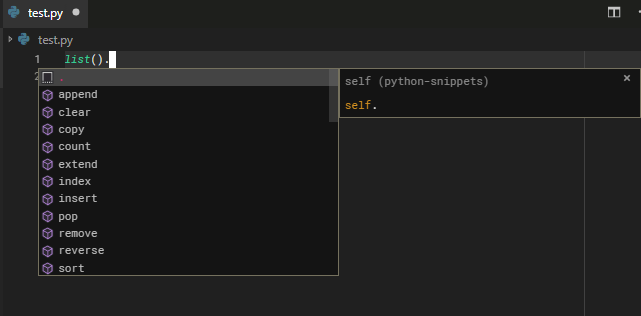 test.py
test.py
1 list().
2
.
append
clear
copy
count
extend
index
insert
pop
remove
reverse
sort
self (python-snippets)
self.